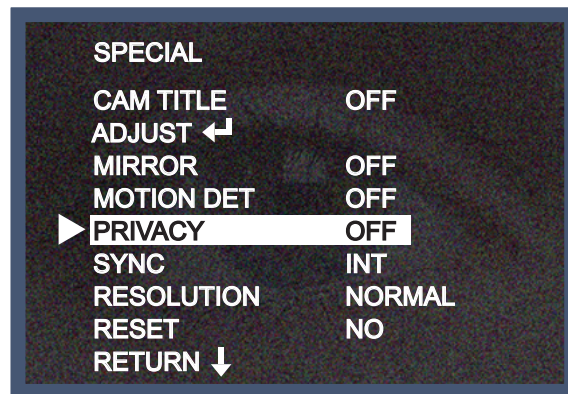 SPECIAL
CAM TITLE OFF
ADJUST ↵
MIRROR OFF
MOTION DET OFF
PRIVACY OFF
SYNC INT
RESOLUTION NORMAL
RESET NO
RETURN ↓